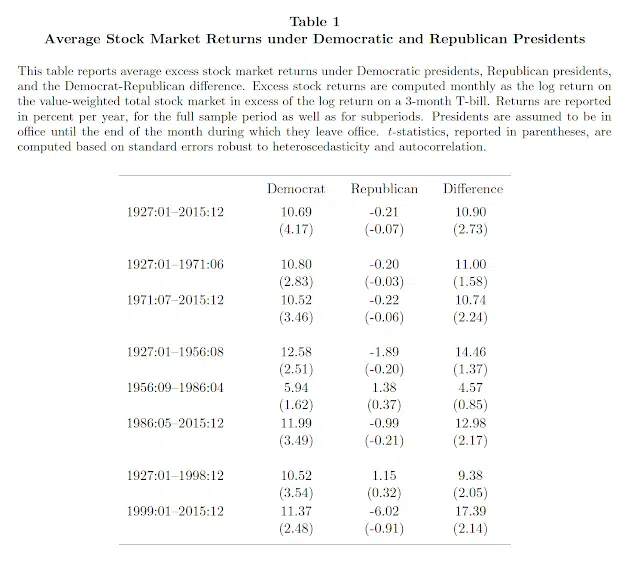 Table 1
Average Stock Market Returns under Democratic and Republican Presidents
This table reports average excess stock market returns under Democratic presidents, Republican presidents,
and the Democrat-Republican difference. Excess stock returns are computed monthly as the log return on
the value-weighted total stock market in excess of the log return on a 3-month T-bill. Returns are reported
in percent per year, for the full sample period as well as for subperiods. Presidents are assumed to be in
office until the end of the month during which they leave office. t-statistics, reported in parentheses, are
computed based on standard errors robust to heteroscedasticity and autocorrelation.
Democrat Republican Difference
1927:01–2015:12 10.69 -0.21 10.90
(4.17) (-0.07) (2.73)
1927:01–1971:06 10.80 -0.20 11.00
(2.83) (-0.03) (1.58)
1971:07–2015:12 10.52 -0.22 10.74
(3.46) (-0.06) (2.24)
1927:01–1956:08 12.58 -1.89 14.46
(2.51) (-0.20) (1.37)
1956:09–1986:04 5.94 1.38 4.57
(1.62) (0.37) (0.85)
1986:05–2015:12 11.99 -0.99 12.98
(3.49) (-0.21) (2.17)
1927:01–1998:12 10.52 1.15 9.38
(3.54) (0.32) (2.05)
1999:01–2015:12 11.37 -6.02 17.39
(2.48) (-0.91) (2.14)